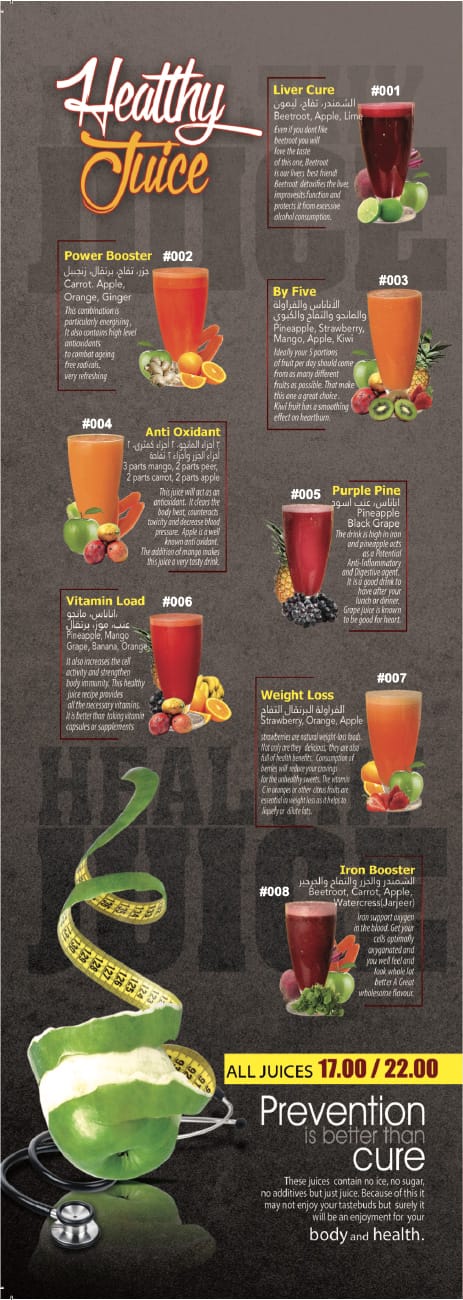 Healthy
Juice
Liver Cure
#001
الشمندر، تفاح، ليمون
Beetroot, Apple, Lime
Even if you dont like
beetroot you will
love the taste
of this one, Beetroot
is our livers best friend!
Beetroot detoxifies the liver,
improvesits function and
protects it from excessive
alcohol consumption.
Power Booster
#002
جزر، تفاح، برتقال، زنجبيل
Carrot, Apple,
Orange, Ginger
This combination is
particularly energising ,
It also contains high level
antioxidants
to combat ageing
free radicals.
very refreshing
#003
By Five
الأناناس والفراولة
والمانجو والتفاح والكيوي
Pineapple, Strawberry,
Mango, Apple, Kiwi
Ideally your 5 portions
of fruit per day should come
from as many different
fruits as possible. That make
this one a great choice .
Kiwi fruit has a smoothing
effect on heartburn.
#004
Anti Oxidant
٣ أجزاء المانجو، ٢ أجزاء كمثرى، ٢
أجزاء الجزر وأجزاء ٢ تفاحة
3 parts mango, 2 parts peer,
2 parts carrot, 2 parts apple
This juice will act as an
antioxidant. It clears the
body heat, counteracts
toxicity and decrease blood
pressure. Apple is a well
known anti oxidant.
The addition of mango makes
this juice a very tasty drink.
#005
Purple Pine
اناناس، عنب أسود
Pineapple
Black Grape
The drink is high in iron
and pineapple acts
as a Potential
Anti-Inflammatory
and Digestive agent.
It is a good drink to
have after your
lunch or dinner.
Grape juice is known
to be good for heart.
Vitamin Load
#006
اناناس، مانجو،
عنب، موز، برتقال
Pineapple, Mango
Grape, Banana, Orange
It also increases the cell
activity and strengthen
body immunity. This healthy
juice recipe provides
all the necessary vitamins.
It is better than taking vitamin
capsules or supplements
#007
Weight Loss
الفراولة البرتقال التفاح
Strawberry, Orange, Apple
strawberries are natural weight-loss foods.
Not only are they delicious, they are also
full of health benefits. Consumption of
berries will reduce your cravings
for the unhealthy sweets. The vitamin
C in oranges or other citrus fruits are
essential in weight loss as it helps to
liquefy or dilute fats.
Iron Booster
#008
الشمندر والجزر والتفاح والجرجير
Beetroot, Carrot, Apple,
Watercress(Jarjeer)
Iron support oxygen
in the blood. Get your
cells optimally
oxyganated and
you well feel and
look whole lot
better A Great
wholesome flavour.
ALL JUICES 17.00 / 22.00
Prevention
is better than
cure
These juices contain no ice, no sugar,
no additives but just juice. Because of this it
may not enjoy your tastebuds but surely it
will be an enjoyment for your
body and health.